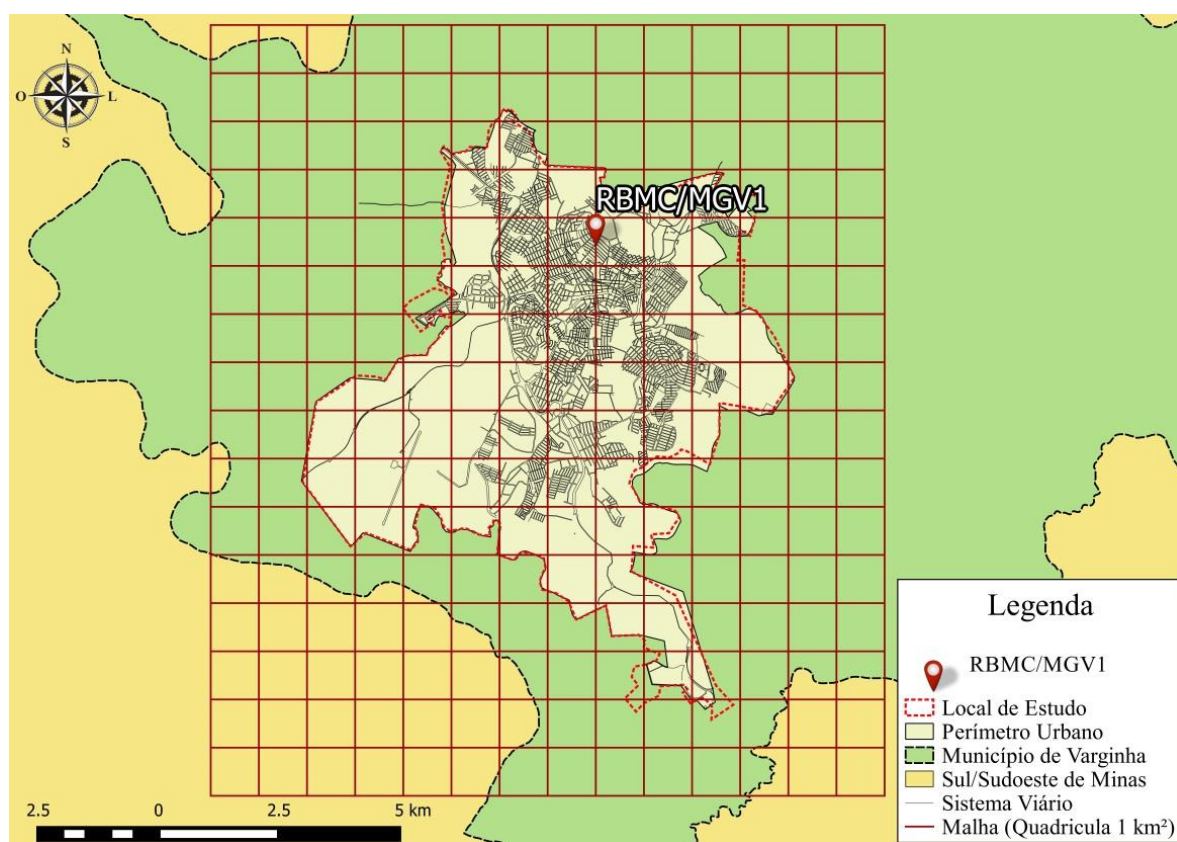 N
O L
S
RBMC/MGV1
Legenda
RBMC/MGV1
Local de Estudo
Perímetro Urbano
Município de Varginha
Sul/Sudoeste de Minas
Sistema Viário
Malha (Quadricula 1 km²)
2.5 0 2.5 5 km